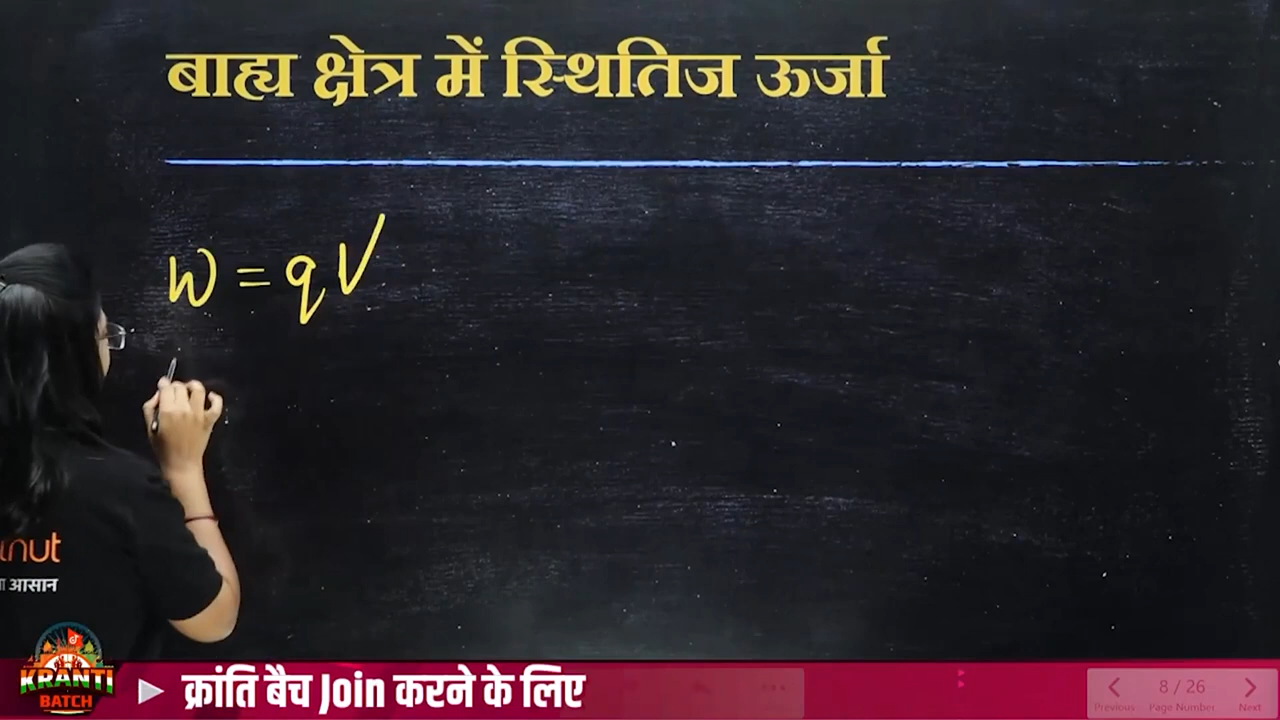 बाह्य क्षेत्र में स्थितिज ऊर्जा
W = qV
nut
आसान
KRANTI
BATCH
क्रांति बैच Join करने के लिए
8 / 26
Previous Page Number Next